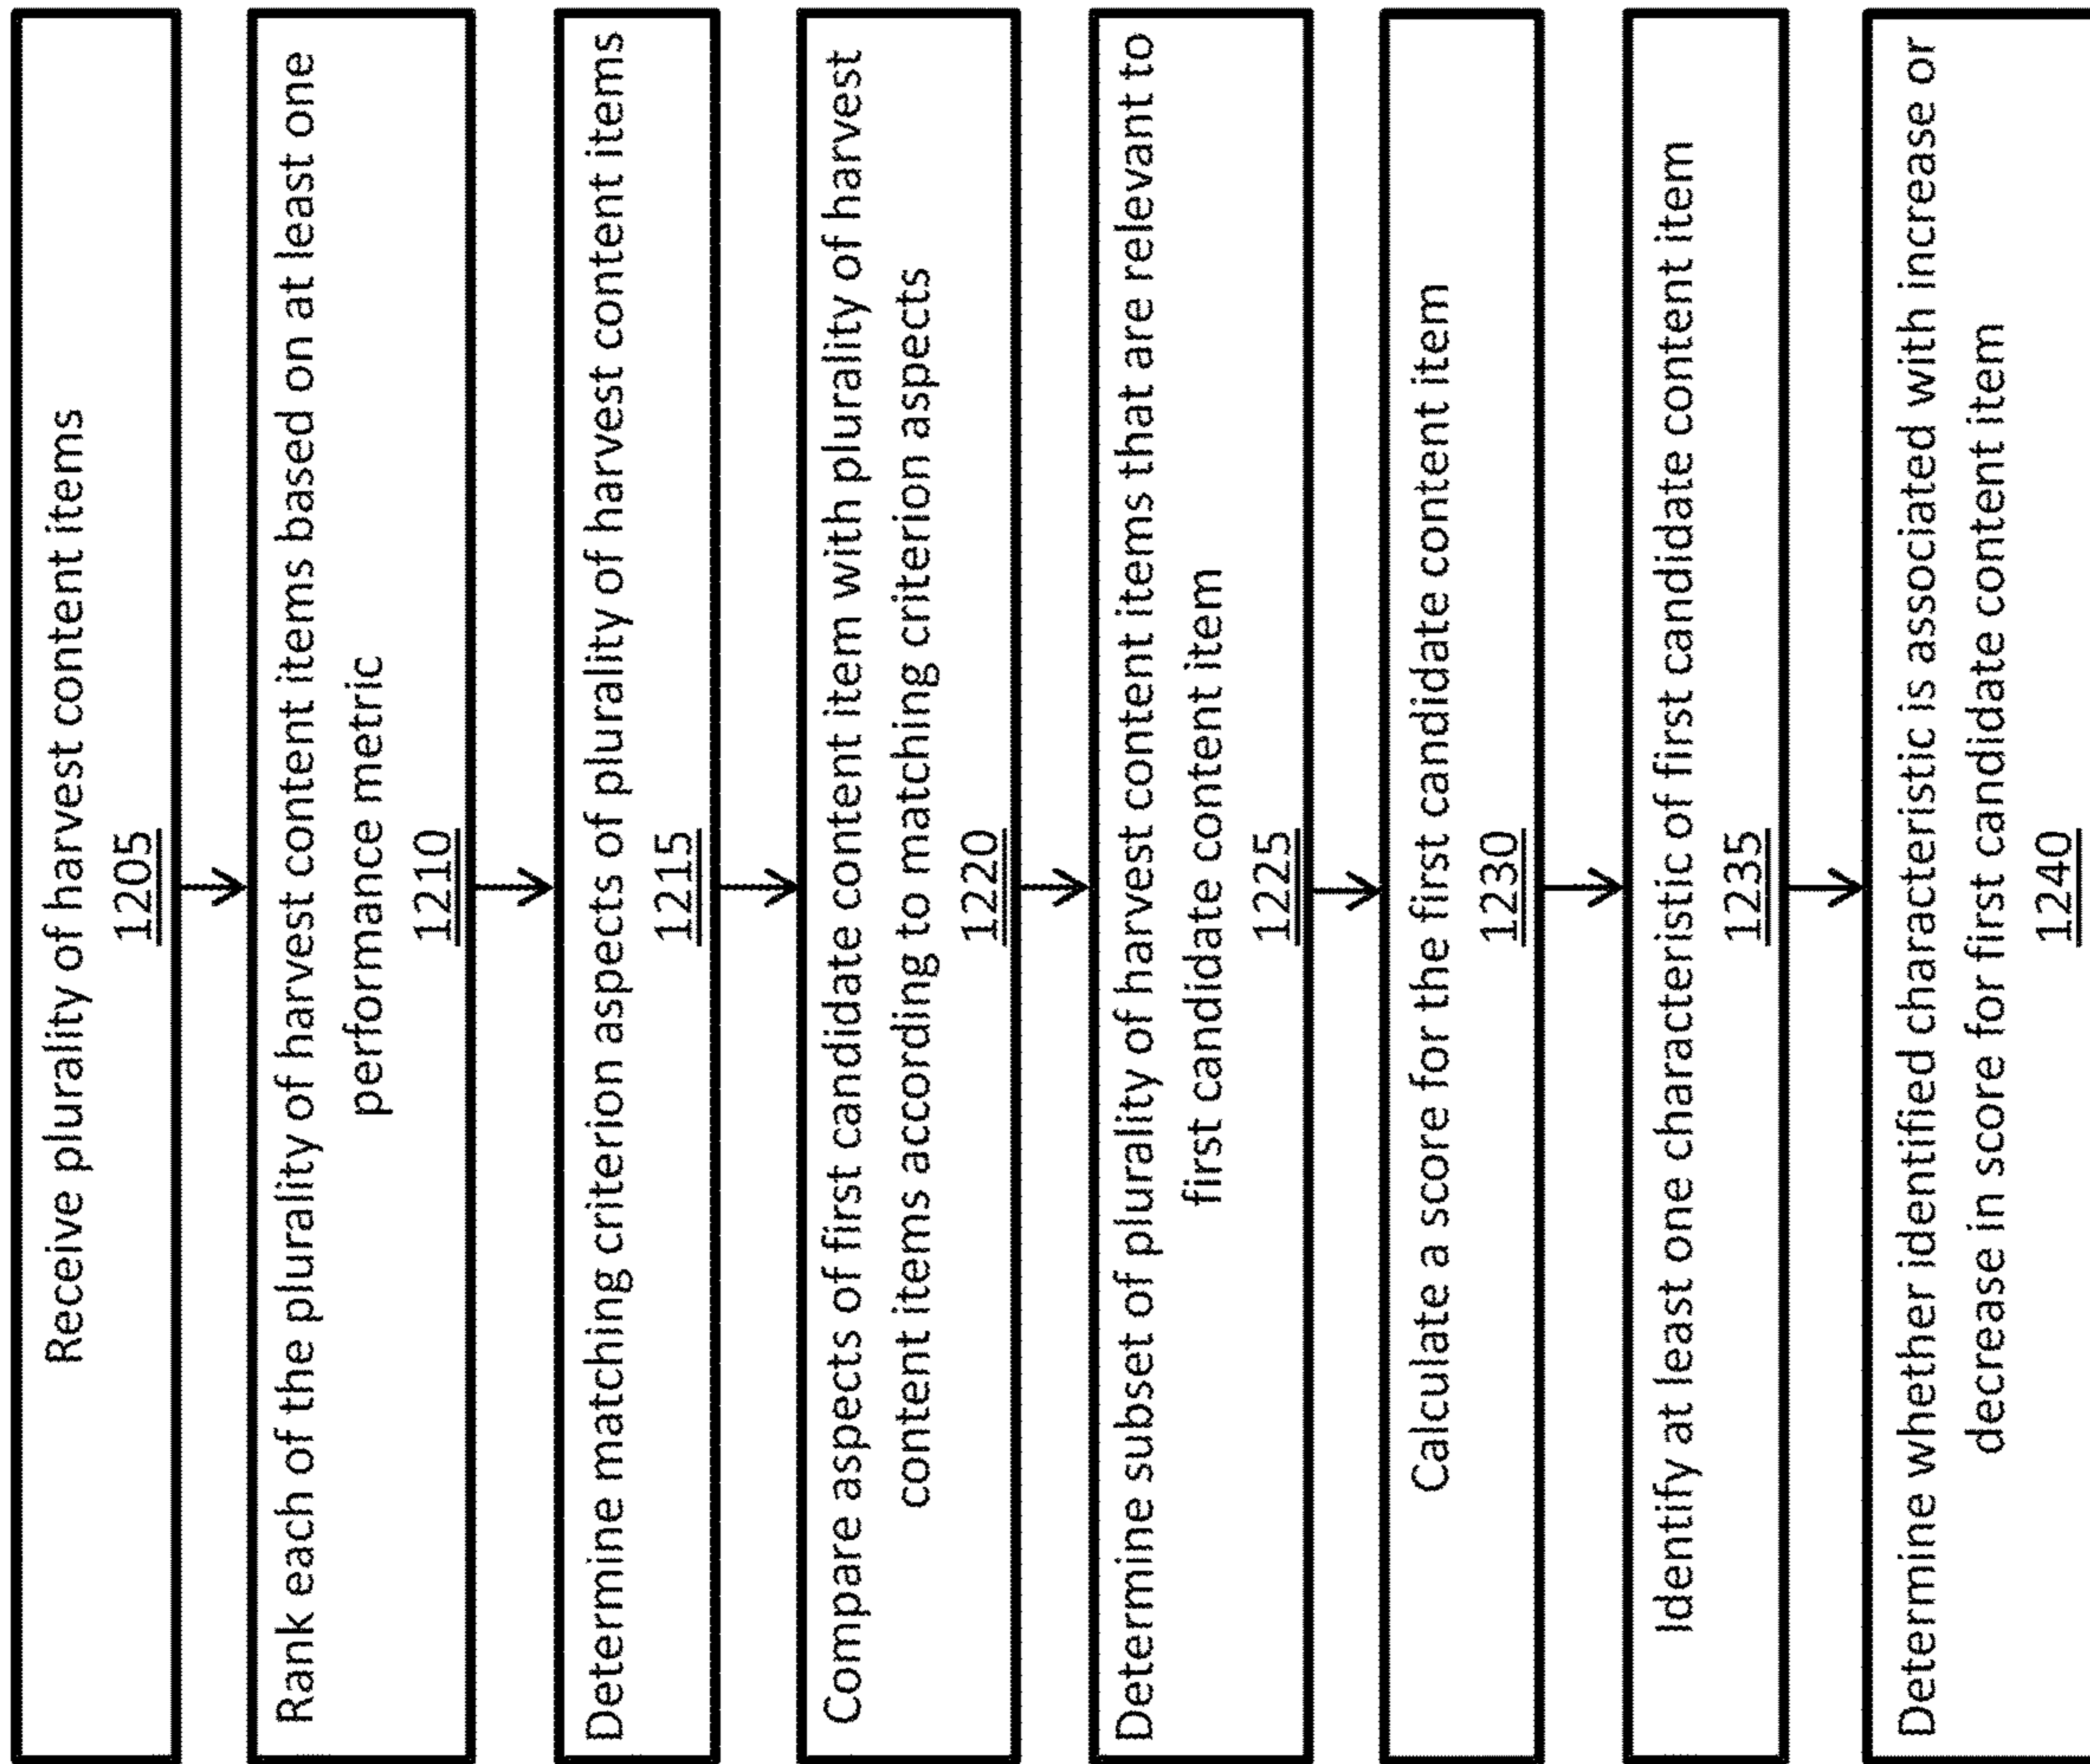 Receive plurality of harvest content items
1205
Rank each of the plurality of harvest content items based on at least one
performance metric
1210
Determine matching criterion aspects of plurality of harvest content items
1215
Compare aspects of first candidate content item with plurality of harvest
content items according to matching criterion aspects
1220
Determine subset of plurality of harvest content items that are relevant to
first candidate content item
1225
Calculate a score for the first candidate content item
1230
Identify at least one characteristic of first candidate content item
1235
Determine whether identified characteristic is associated with increase or
decrease in score for first candidate content item
1240